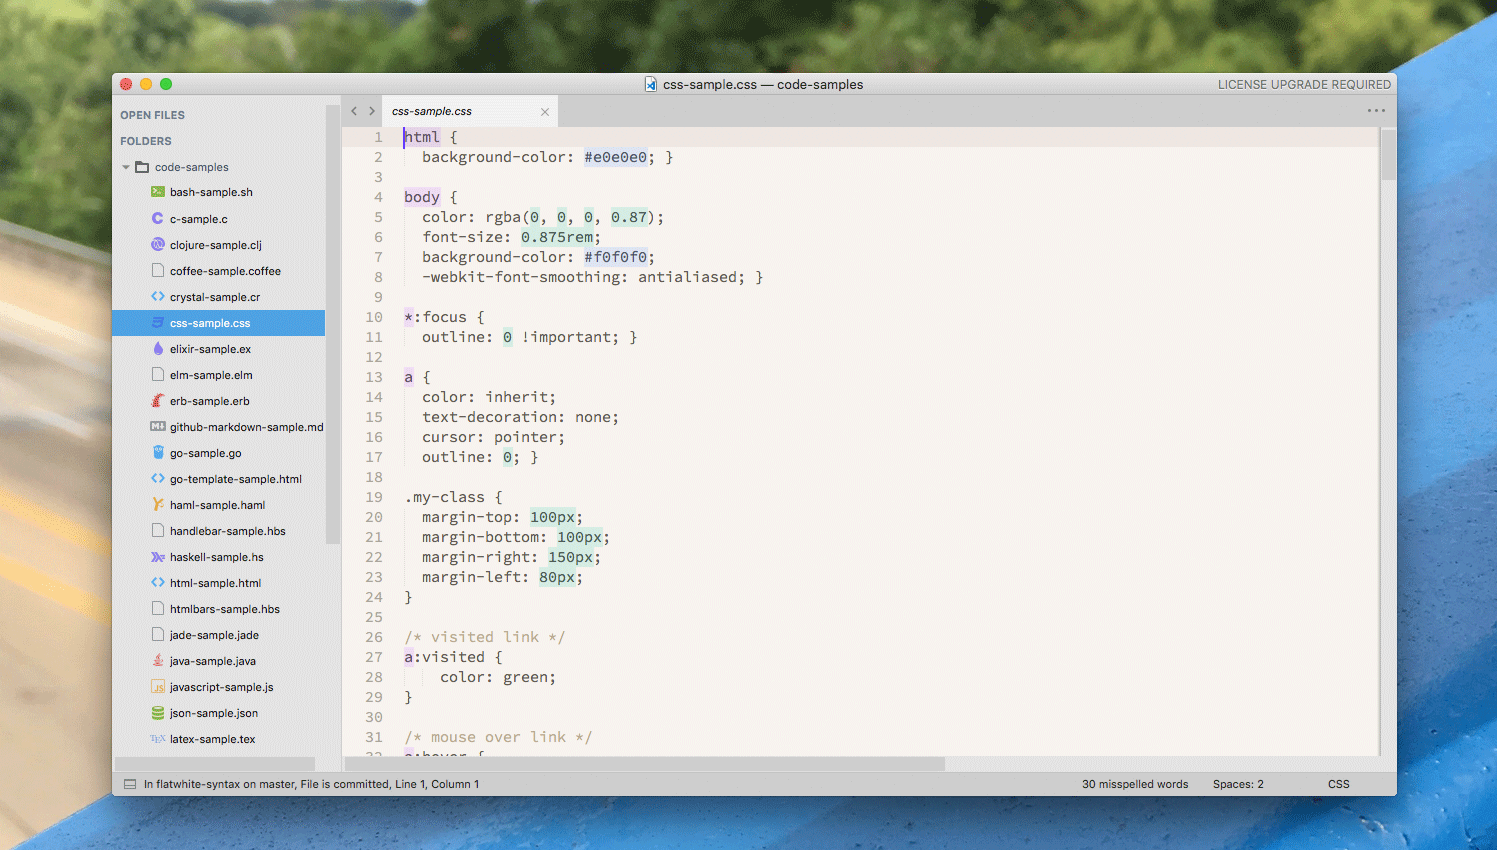 css-sample.css — code-samples
LICENSE UPGRADE REQUIRED
OPEN FILES
FOLDERS
code-samples
bash-sample.sh
c-sample.c
clojure-sample.clj
coffee-sample.coffee
crystal-sample.cr
css-sample.css
elixir-sample.ex
elm-sample.elm
erb-sample.erb
github-markdown-sample.md
go-sample.go
go-template-sample.html
haml-sample.haml
handlebar-sample.hbs
haskell-sample.hs
html-sample.html
htmlbars-sample.hbs
jade-sample.jade
java-sample.java
javascript-sample.js
json-sample.json
latex-sample.tex
css-sample.css
1 html {
2 background-color: #e0e0e0; }
3
4 body {
5 color: rgba(0, 0, 0, 0.87);
6 font-size: 0.875rem;
7 background-color: #f0f0f0;
8 -webkit-font-smoothing: antialiased; }
9
10 *:focus {
11 outline: 0 !important; }
12
13 a {
14 color: inherit;
15 text-decoration: none;
16 cursor: pointer;
17 outline: 0; }
18
19 .my-class {
20 margin-top: 100px;
21 margin-bottom: 100px;
22 margin-right: 150px;
23 margin-left: 80px;
24 }
25
26 /* visited link */
27 a:visited {
28 color: green;
29 }
30
31 /* mouse over link */
32 a:hover {
In flatwhite-syntax on master, File is committed, Line 1, Column 1
30 misspelled words
Spaces: 2
CSS